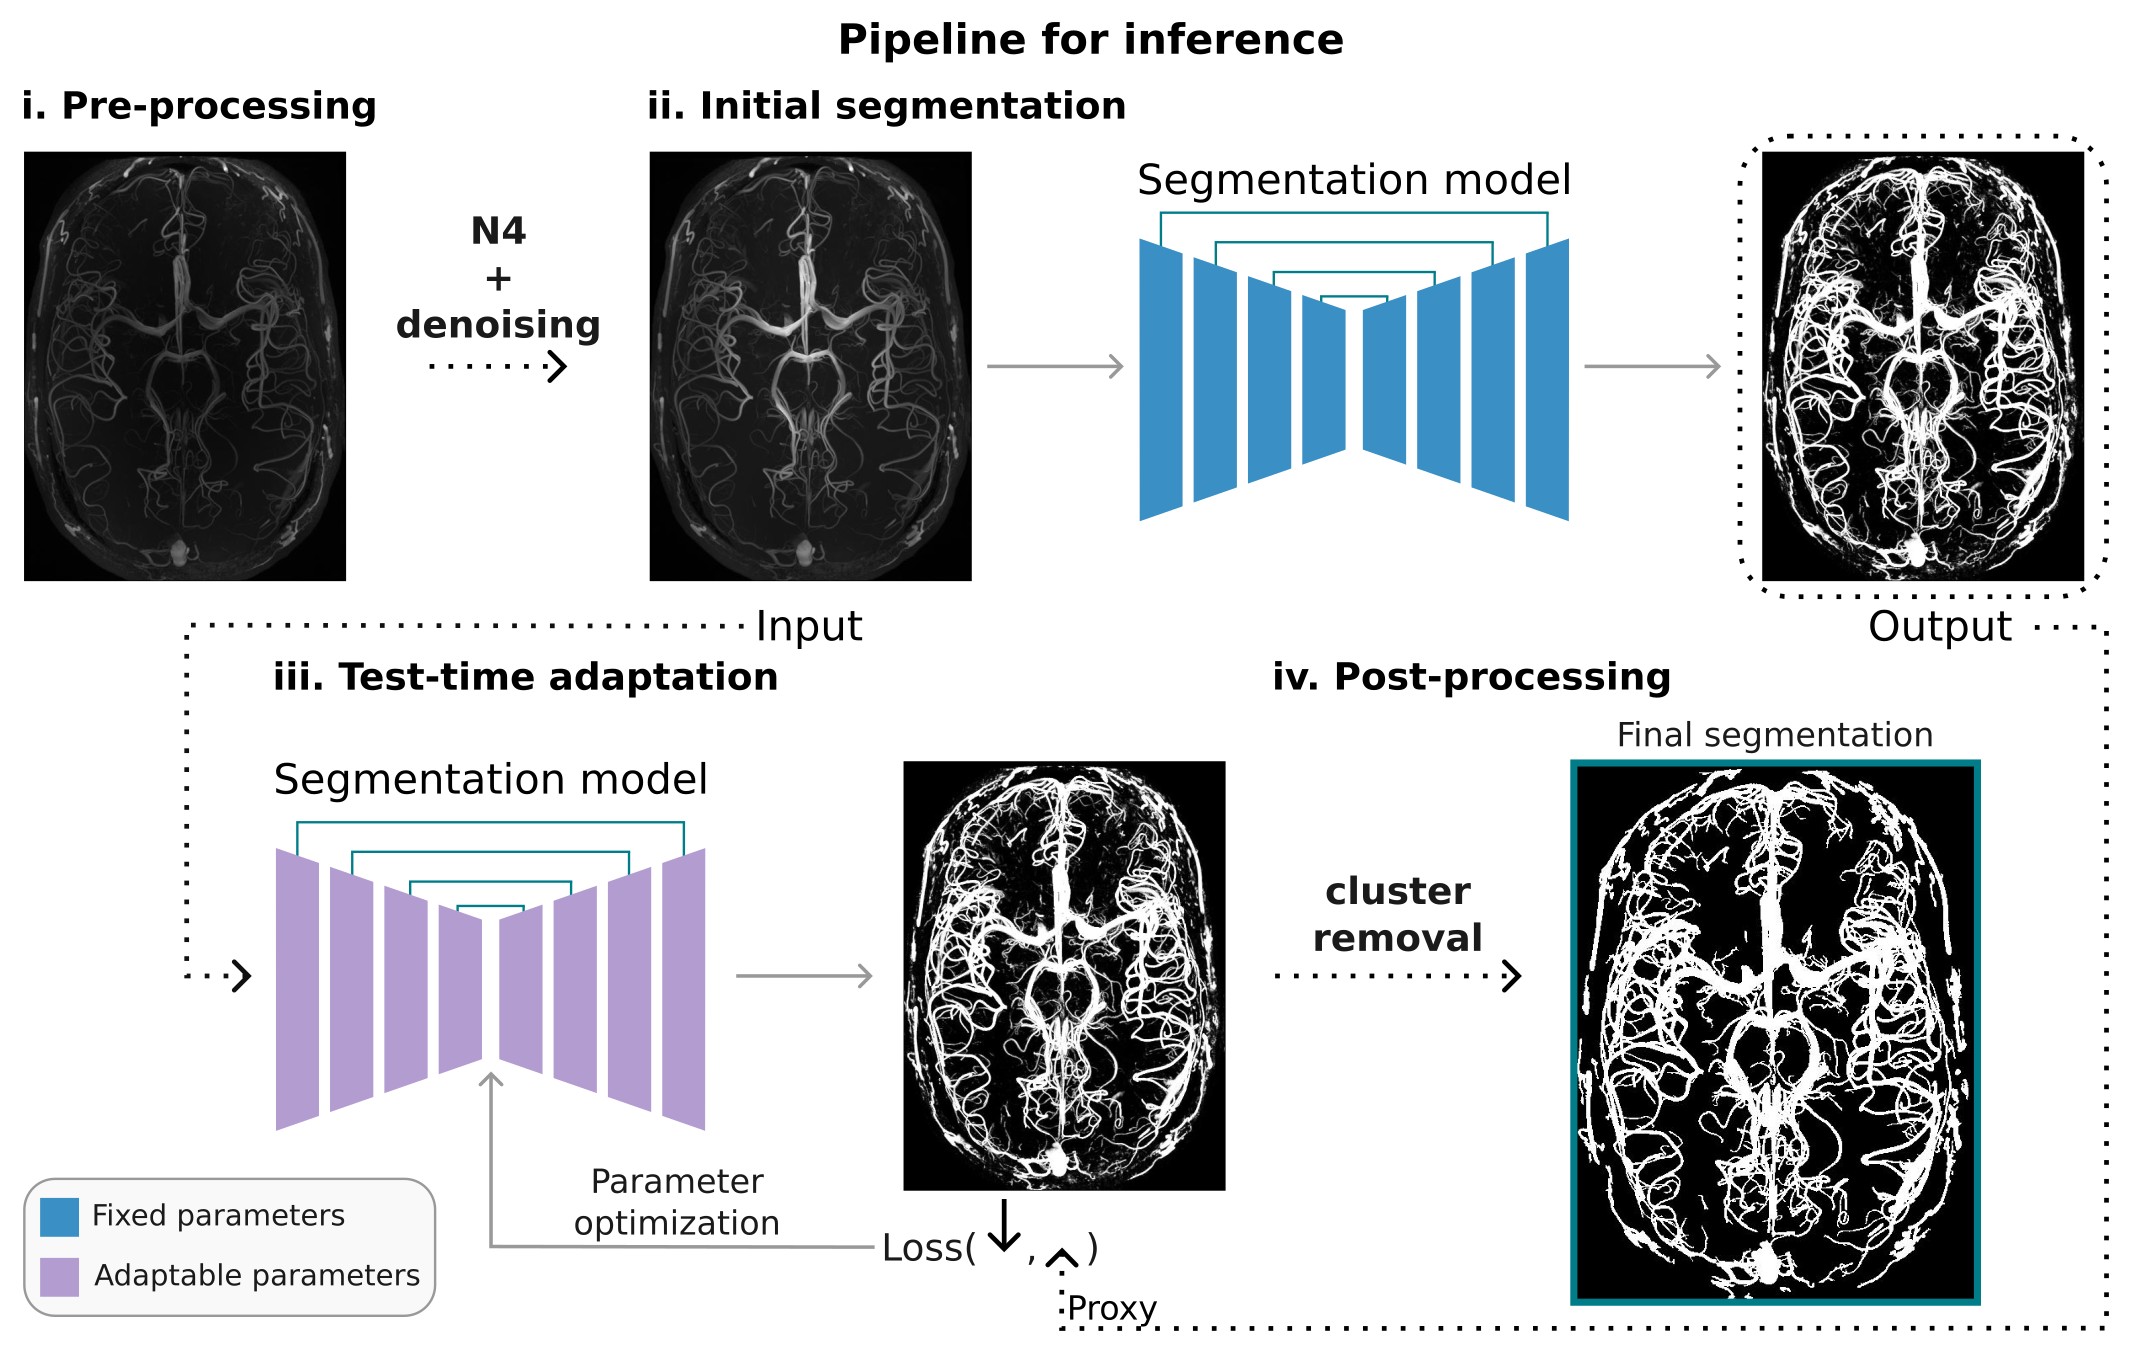 Pipeline for inference
i. Pre-processing
ii. Initial segmentation
N4
+
denoising
Segmentation model
Input
Output
iii. Test-time adaptation
iv. Post-processing
Segmentation model
Final segmentation
cluster
removal
Parameter
optimization
Loss( , )
Proxy
Fixed parameters
Adaptable parameters